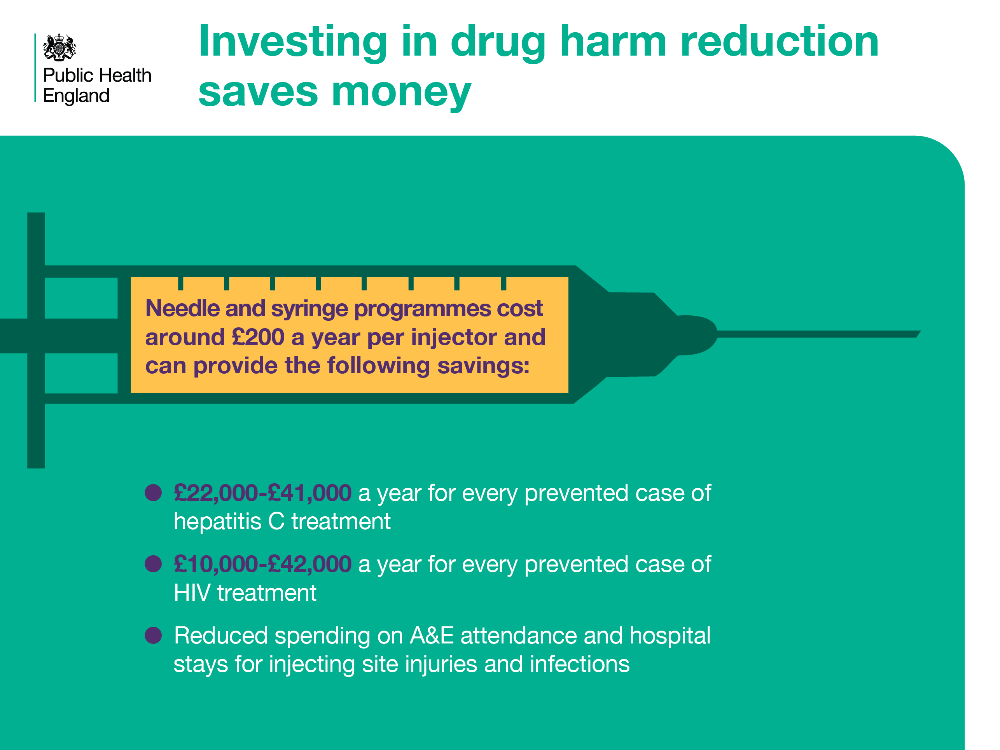 Public Health
England
Investing in drug harm reduction
saves money
Needle and syringe programmes cost
around £200 a year per injector and
can provide the following savings:
£22,000-£41,000 a year for every prevented case of
hepatitis C treatment
£10,000-£42,000 a year for every prevented case of
HIV treatment
Reduced spending on A&E attendance and hospital
stays for injecting site injuries and infections